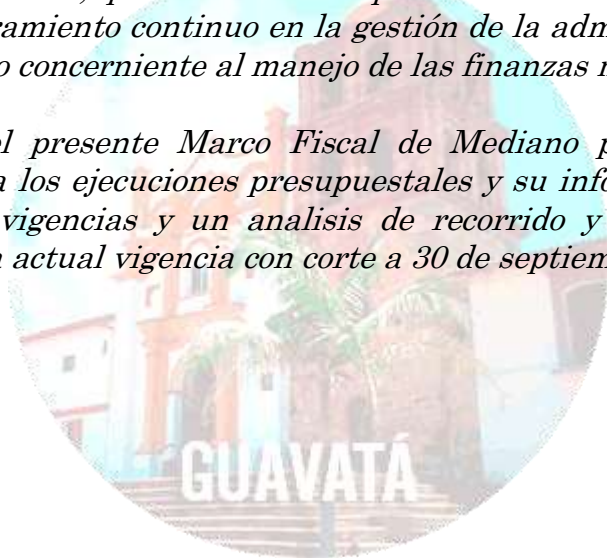 ramiento continuo en la gestión de la adm
o concerniente al manejo de las finanzas
el presente Marco Fiscal de Mediano
a los ejecuciones presupuestales y su info
vigencias y un analisis de recorrido y
actual vigencia con corte a 30 de septiem
GUAVATÁ